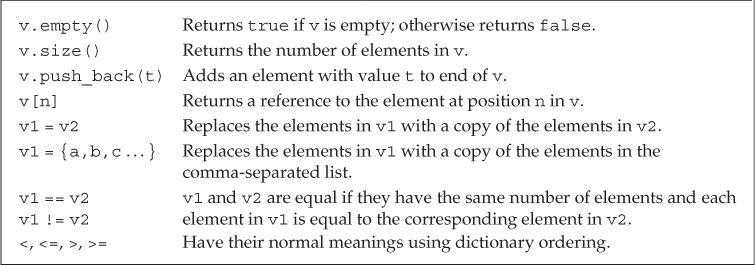 v.empty() Returns true if v is empty; otherwise returns false.
v.size() Returns the number of elements in v.
v.push_back(t) Adds an element with value t to end of v.
v[n] Returns a reference to the element at position n in v.
v1 = v2 Replaces the elements in v1 with a copy of the elements in v2.
v1 = {a,b,c...} Replaces the elements in v1 with a copy of the elements in the
comma-separated list.
v1 == v2 v1 and v2 are equal if they have the same number of elements and each
v1 != v2 element in v1 is equal to the corresponding element in v2.
<, <=, >, >= Have their normal meanings using dictionary ordering.